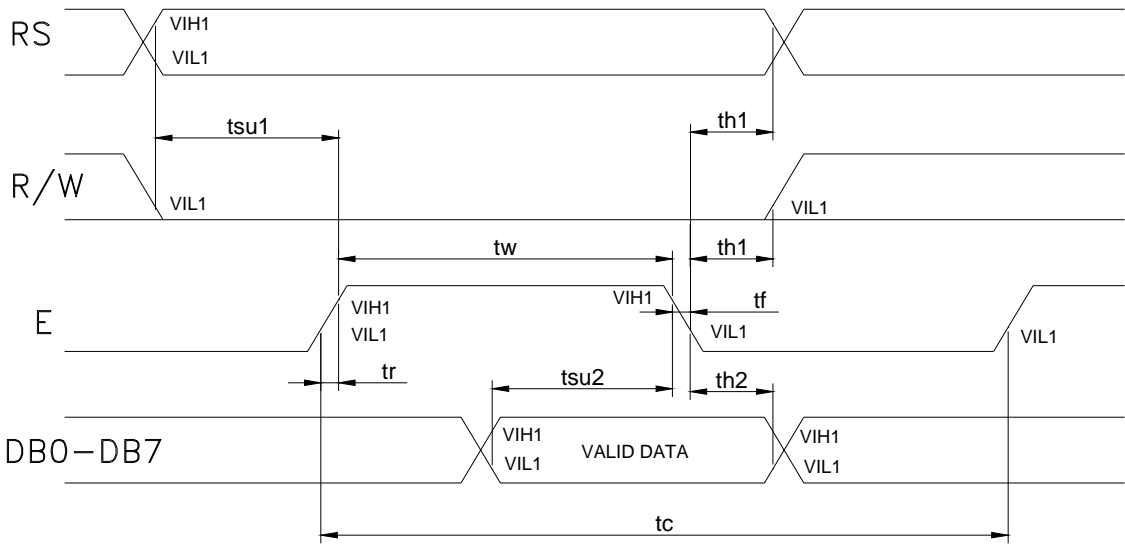 RS
VIH1
VIL1
tsu1
th1
R/W
VIL1
VIL1
tw
th1
E
VIH1
VIL1
VIH1
tf
VIL1
VIL1
tr
tsu2
th2
DB0-DB7
VIH1
VIL1
VALID DATA
VIH1
VIL1
tc